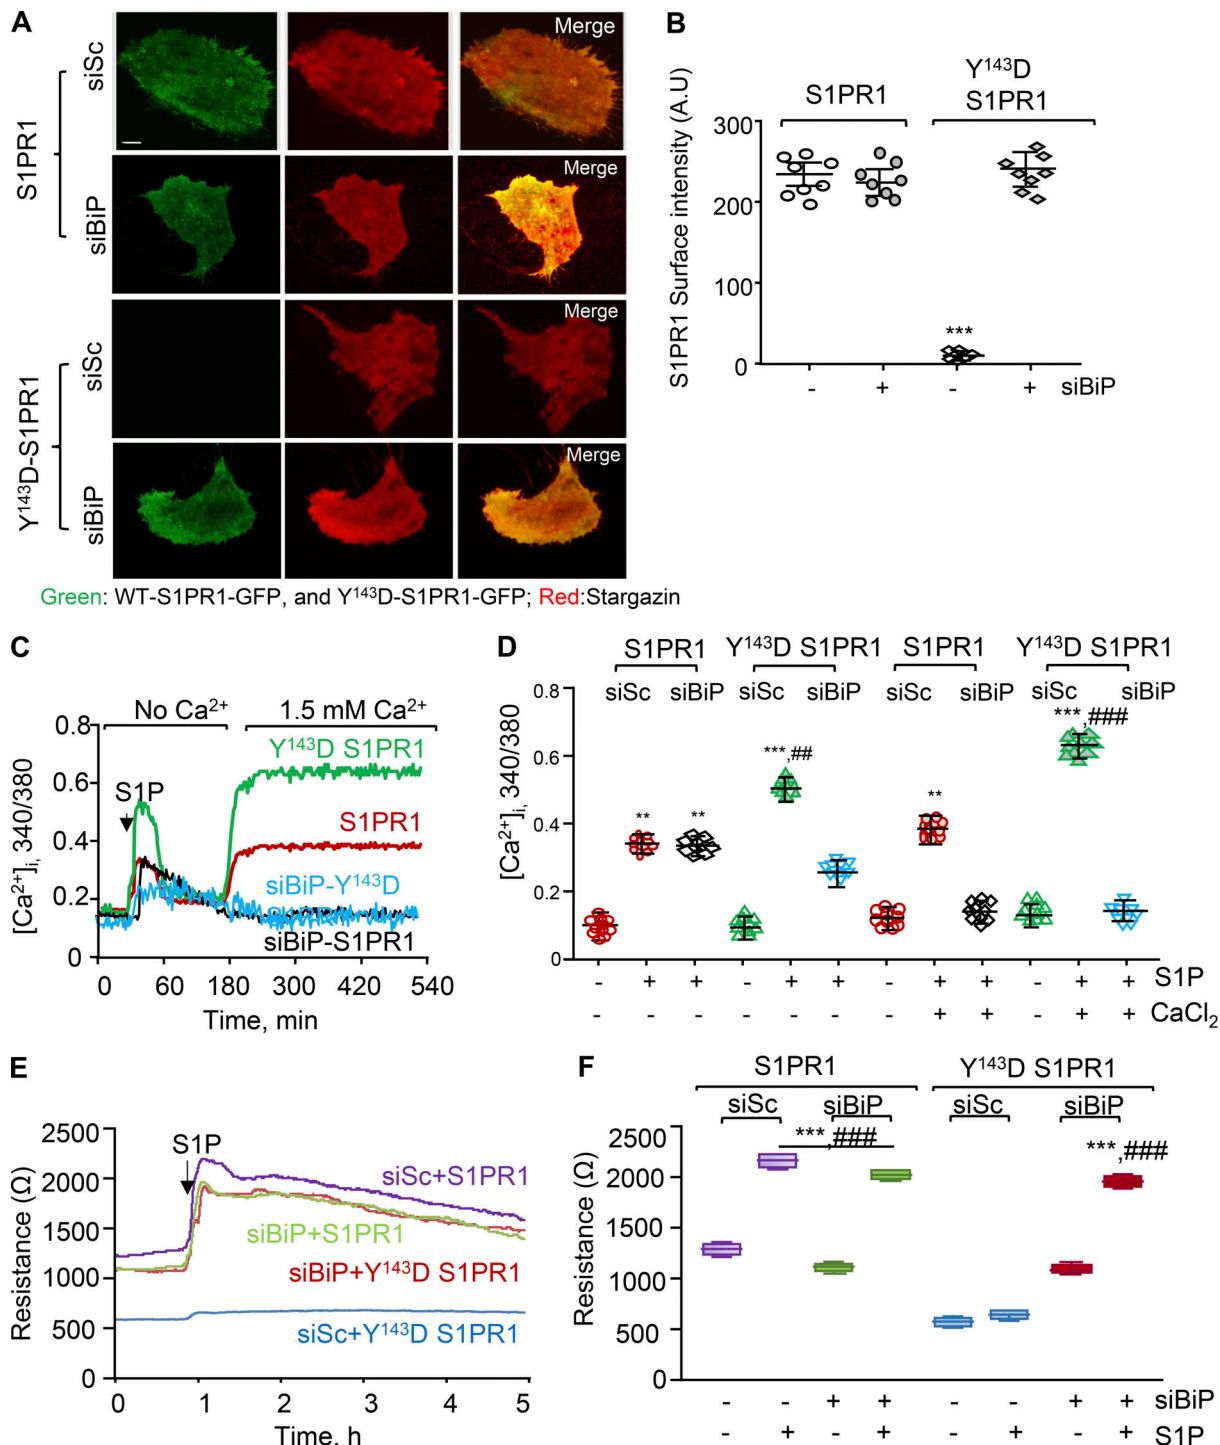 A
siSc
siBiP
siSc
siBiP
S1PR1
Y¹⁴³D-S1PR1
Merge
Merge
Merge
Merge
Green: WT-S1PR1-GFP, and Y¹⁴³D-S1PR1-GFP; Red:Stargazin
B
S1PR1
Y¹⁴³D
S1PR1
S1PR1 Surface intensity (A.U)
300
200
100
0
***
- + - + siBiP
C
No Ca²⁺ 1.5 mM Ca²⁺
[Ca²⁺]i, 340/380
0.8
0.6
0.4
0.2
0
S1P
Y¹⁴³D S1PR1
S1PR1
siBiP-Y¹⁴³D
S1PR1
siBiP-S1PR1
0 60 180 300 420 540
Time, min
D
S1PR1 Y¹⁴³D S1PR1 S1PR1 Y¹⁴³D S1PR1
siSc siBiP siSc siBiP siSc siBiP siSc siBiP
[Ca²⁺]i, 340/380
0.8
0.6
0.4
0.2
0
** ** ***,## ** ***,###
- + + - + + - + + - + + S1P
- - - - - - - + + - + + CaCl₂
E
Resistance (Ω)
2500
2000
1500
1000
500
0
S1P
siSc+S1PR1
siBiP+S1PR1
siBiP+Y¹⁴³D S1PR1
siSc+Y¹⁴³D S1PR1
0 1 2 3 4 5
Time, h
F
S1PR1 Y¹⁴³D S1PR1
siSc siBiP siSc siBiP
Resistance (Ω)
2500
2000
1500
1000
500
0
***,### ***,###
- - + + - - + + siBiP
- + - + - + - + S1P